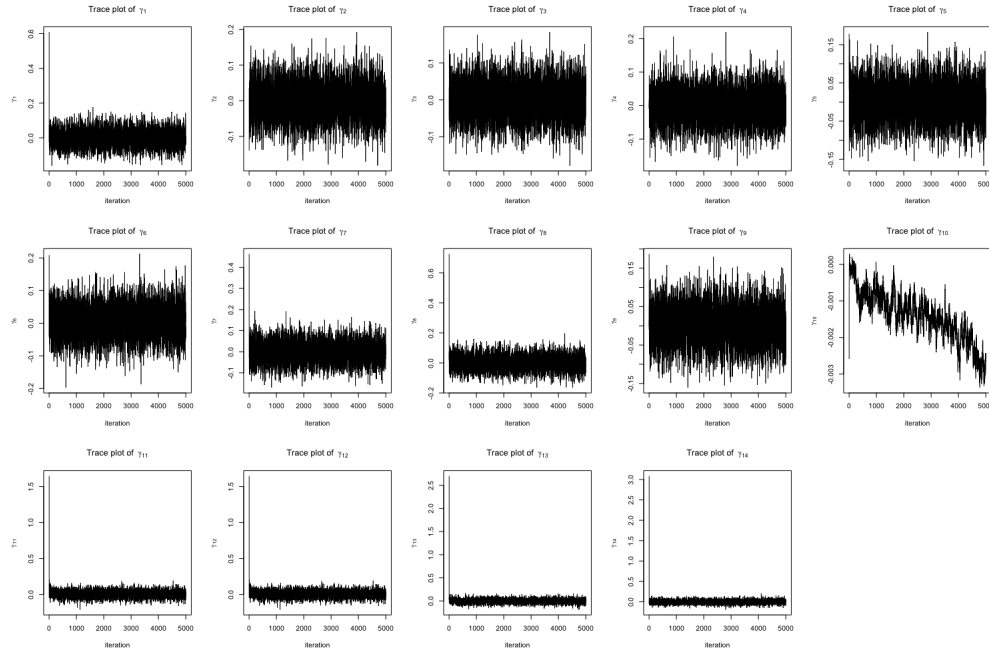 Trace plot of γ1
Trace plot of γ2
Trace plot of γ3
Trace plot of γ4
Trace plot of γ5
γ1
0.0 0.2 0.4 0.6
γ2
-0.1 0.0 0.1 0.2
γ3
-0.1 0.0 0.1
γ4
-0.1 0.0 0.1 0.2
γ5
-0.15 -0.05 0.05 0.15
0 1000 2000 3000 4000 5000
0 1000 2000 3000 4000 5000
0 1000 2000 3000 4000 5000
0 1000 2000 3000 4000 5000
0 1000 2000 3000 4000 5000
iteration
iteration
iteration
iteration
iteration
Trace plot of γ6
Trace plot of γ7
Trace plot of γ8
Trace plot of γ9
Trace plot of γ10
γ6
-0.2 -0.1 0.0 0.1 0.2
γ7
-0.1 0.0 0.1 0.2 0.3 0.4
γ8
-0.2 0.0 0.2 0.4 0.6
γ9
-0.15 -0.05 0.05 0.15
γ10
-0.003 -0.002 -0.001 0.000
0 1000 2000 3000 4000 5000
0 1000 2000 3000 4000 5000
0 1000 2000 3000 4000 5000
0 1000 2000 3000 4000 5000
0 1000 2000 3000 4000 5000
iteration
iteration
iteration
iteration
iteration
Trace plot of γ11
Trace plot of γ12
Trace plot of γ13
Trace plot of γ14
γ11
0.0 0.5 1.0 1.5
γ12
0.0 0.5 1.0 1.5
γ13
0.0 0.5 1.0 1.5 2.0 2.5
γ14
0.0 0.5 1.0 1.5 2.0 2.5 3.0
0 1000 2000 3000 4000 5000
0 1000 2000 3000 4000 5000
0 1000 2000 3000 4000 5000
0 1000 2000 3000 4000 5000
iteration
iteration
iteration
iteration